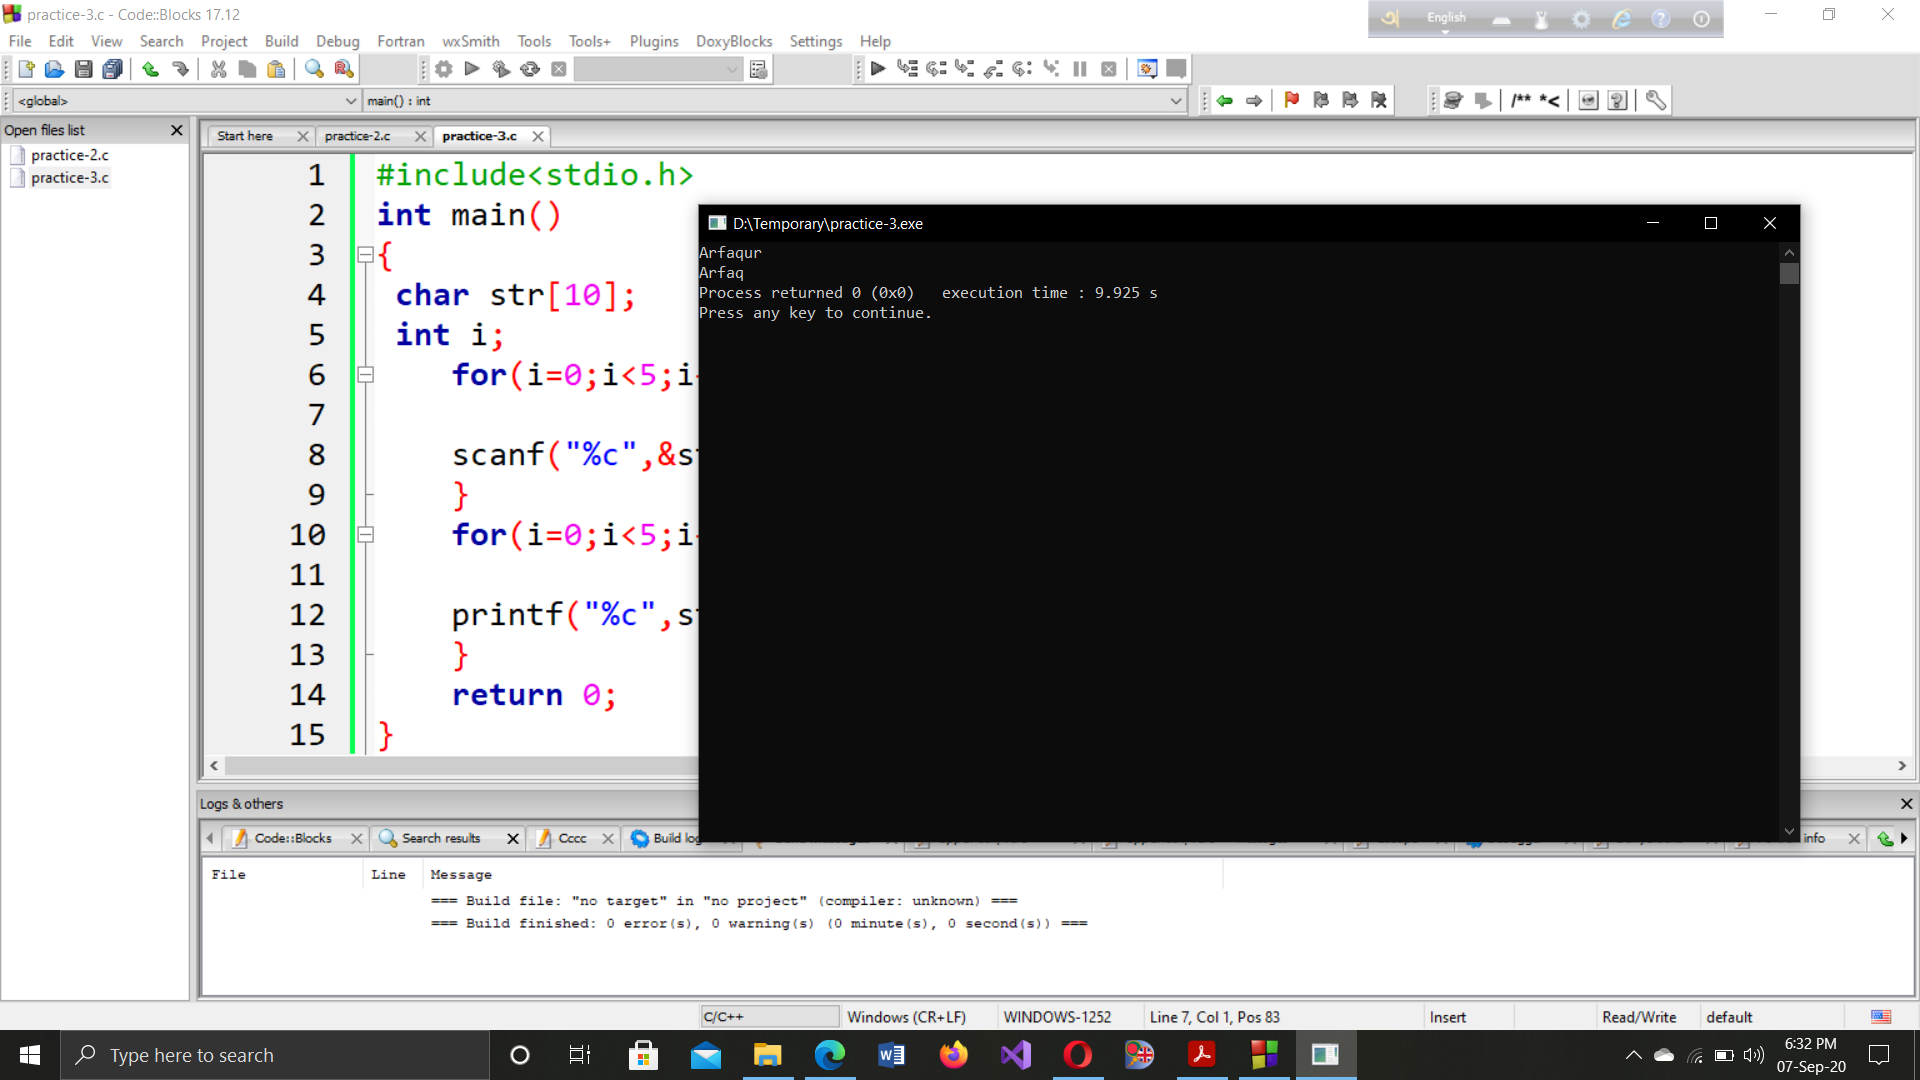 practice-3.c - Code::Blocks 17.12
English
File Edit View Search Project Build Debug Fortran wxSmith Tools Tools+ Plugins DoxyBlocks Settings Help
<global> main() : int /** *<
Open files list
practice-2.c
practice-3.c
Start here practice-2.c practice-3.c
1 #include<stdio.h>
2 int main()
3 {
4 char str[10];
5 int i;
6 for(i=0;i<5;i
7
8 scanf("%c",&s
9 }
10 for(i=0;i<5;i
11
12 printf("%c",s
13 }
14 return 0;
15 }
D:\Temporary\practice-3.exe
Arfaqur
Arfaq
Process returned 0 (0x0) execution time : 9.925 s
Press any key to continue.
Logs & others
Code::Blocks Search results Cccc Build log info
File Line Message
=== Build file: "no target" in "no project" (compiler: unknown) ===
=== Build finished: 0 error(s), 0 warning(s) (0 minute(s), 0 second(s)) ===
C/C++ Windows (CR+LF) WINDOWS-1252 Line 7, Col 1, Pos 83 Insert Read/Write default
Type here to search
6:32 PM
07-Sep-20